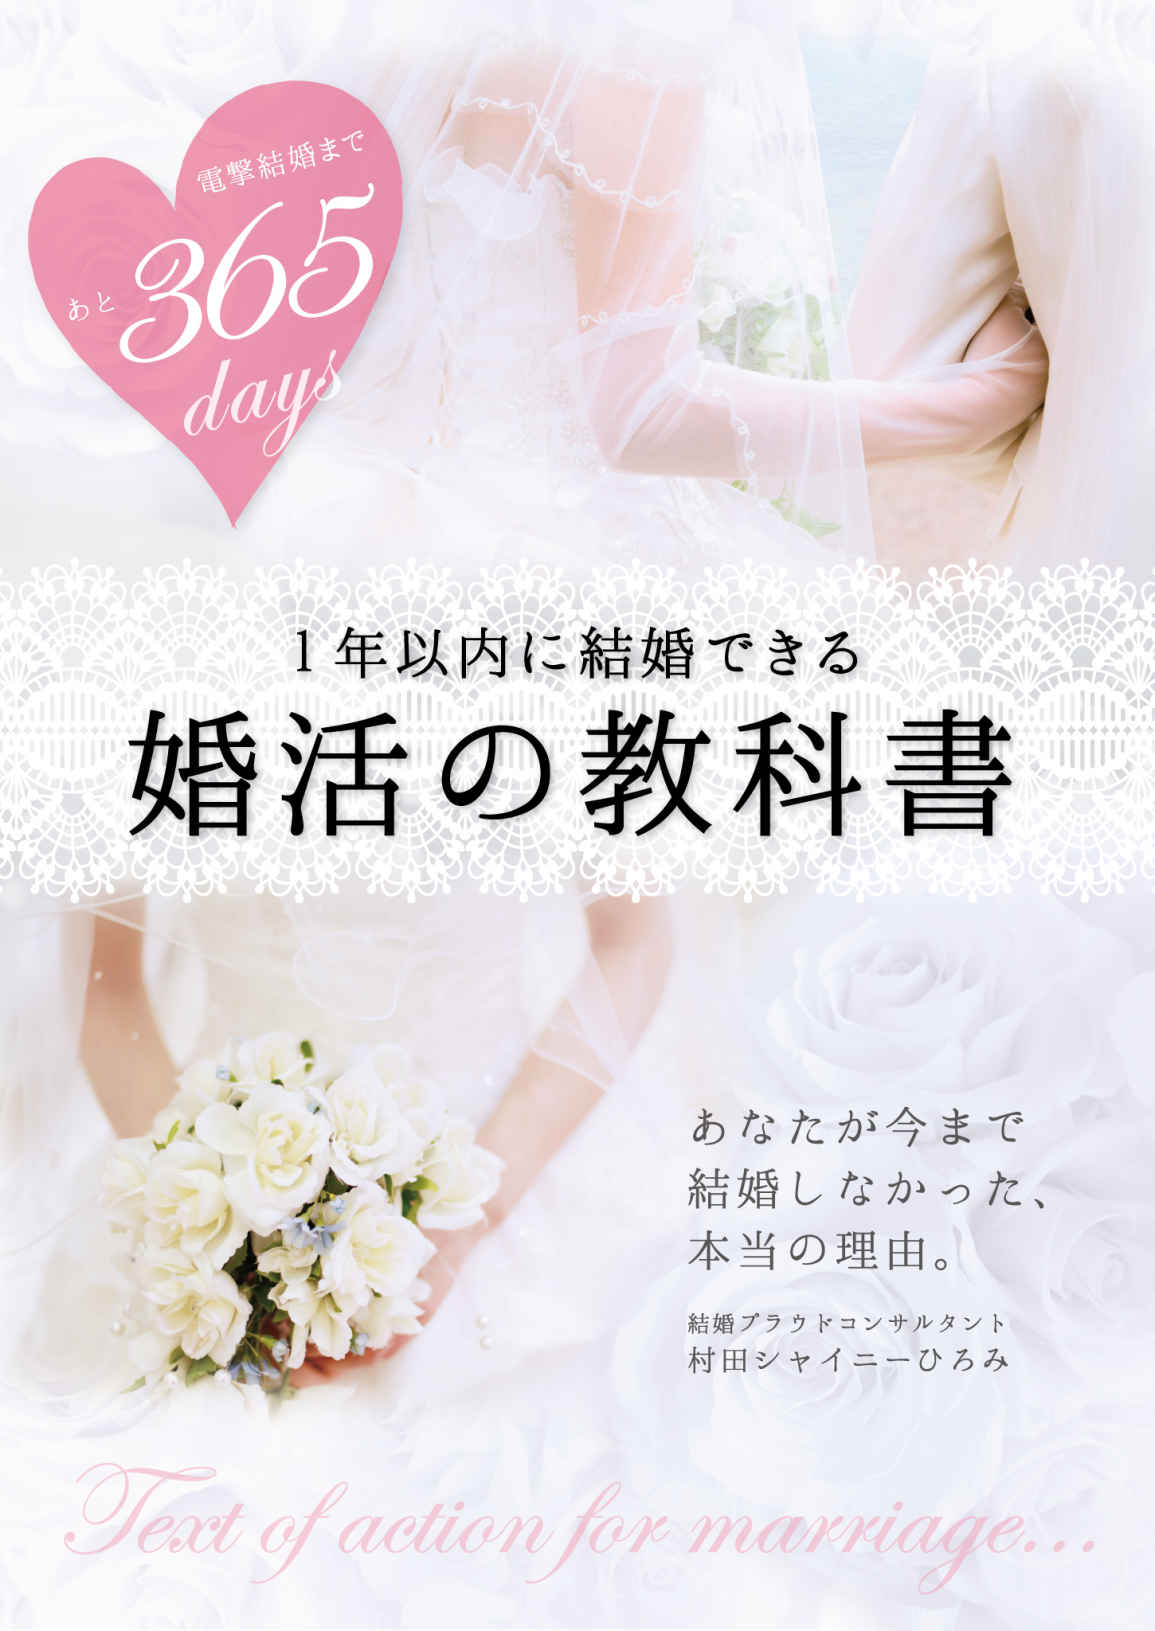 電撃結婚まで
あと 365
days
1年以内に結婚できる
婚活の教科書
あなたが今まで
結婚しなかった、
本当の理由。
結婚プラウドコンサルタント
村田シャイニーひろみ
Text of action for marriage...